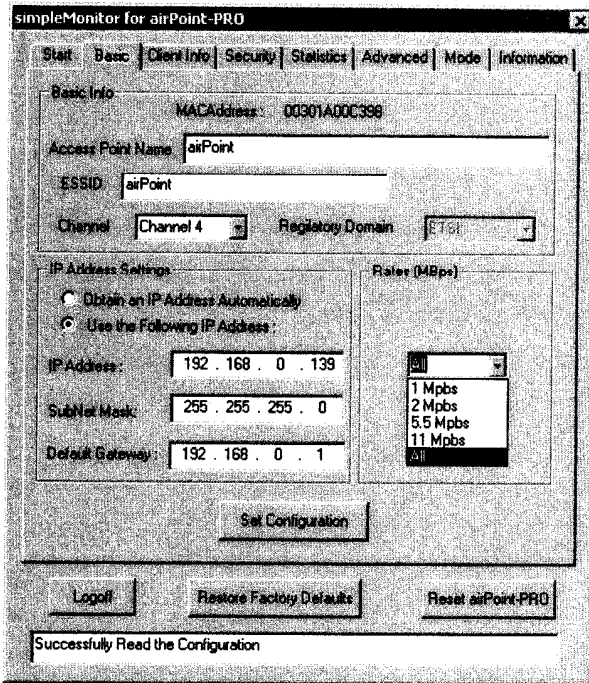 simpleMonitor for airPoint-PRO
Start Basic Client Info Security Statistics Advanced Mode Information
Basic Info
MACAddress : 00301A00C398
Access Point Name airPoint
ESSID airPoint
Channel Channel 4 Regilatory Domain ETSI
IP Address Settings
Rates (MBps)
Obtain an IP Address Automatically
Use the Following IP Address :
IP Address : 192 . 168 . 0 . 139
All
1 Mpbs
2 Mpbs
5.5 Mpbs
11 Mpbs
All
SubNet Mask: 255 . 255 . 255 . 0
Default Gateway : 192 . 168 . 0 . 1
Set Configuration
Logoff Restore Factory Defaults Reset airPoint-PRO
Successfully Read the Configuration